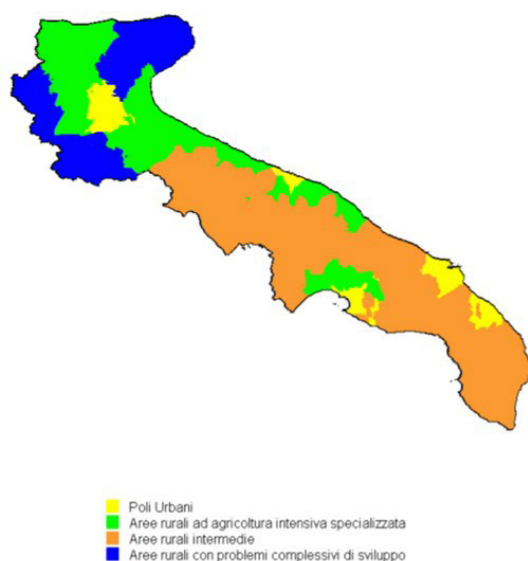 Poli Urbani
Aree rurali ad agricoltura intensiva specializzata
Aree rurali intermedie
Aree rurali con problemi complessivi di sviluppo